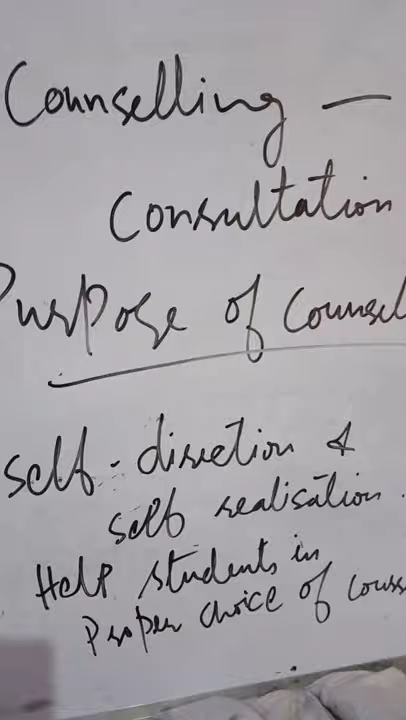 Counselling —
Consultation
Purpose of Counsel
self-direction &
self realisation.
Help students in
Proper choice of cours